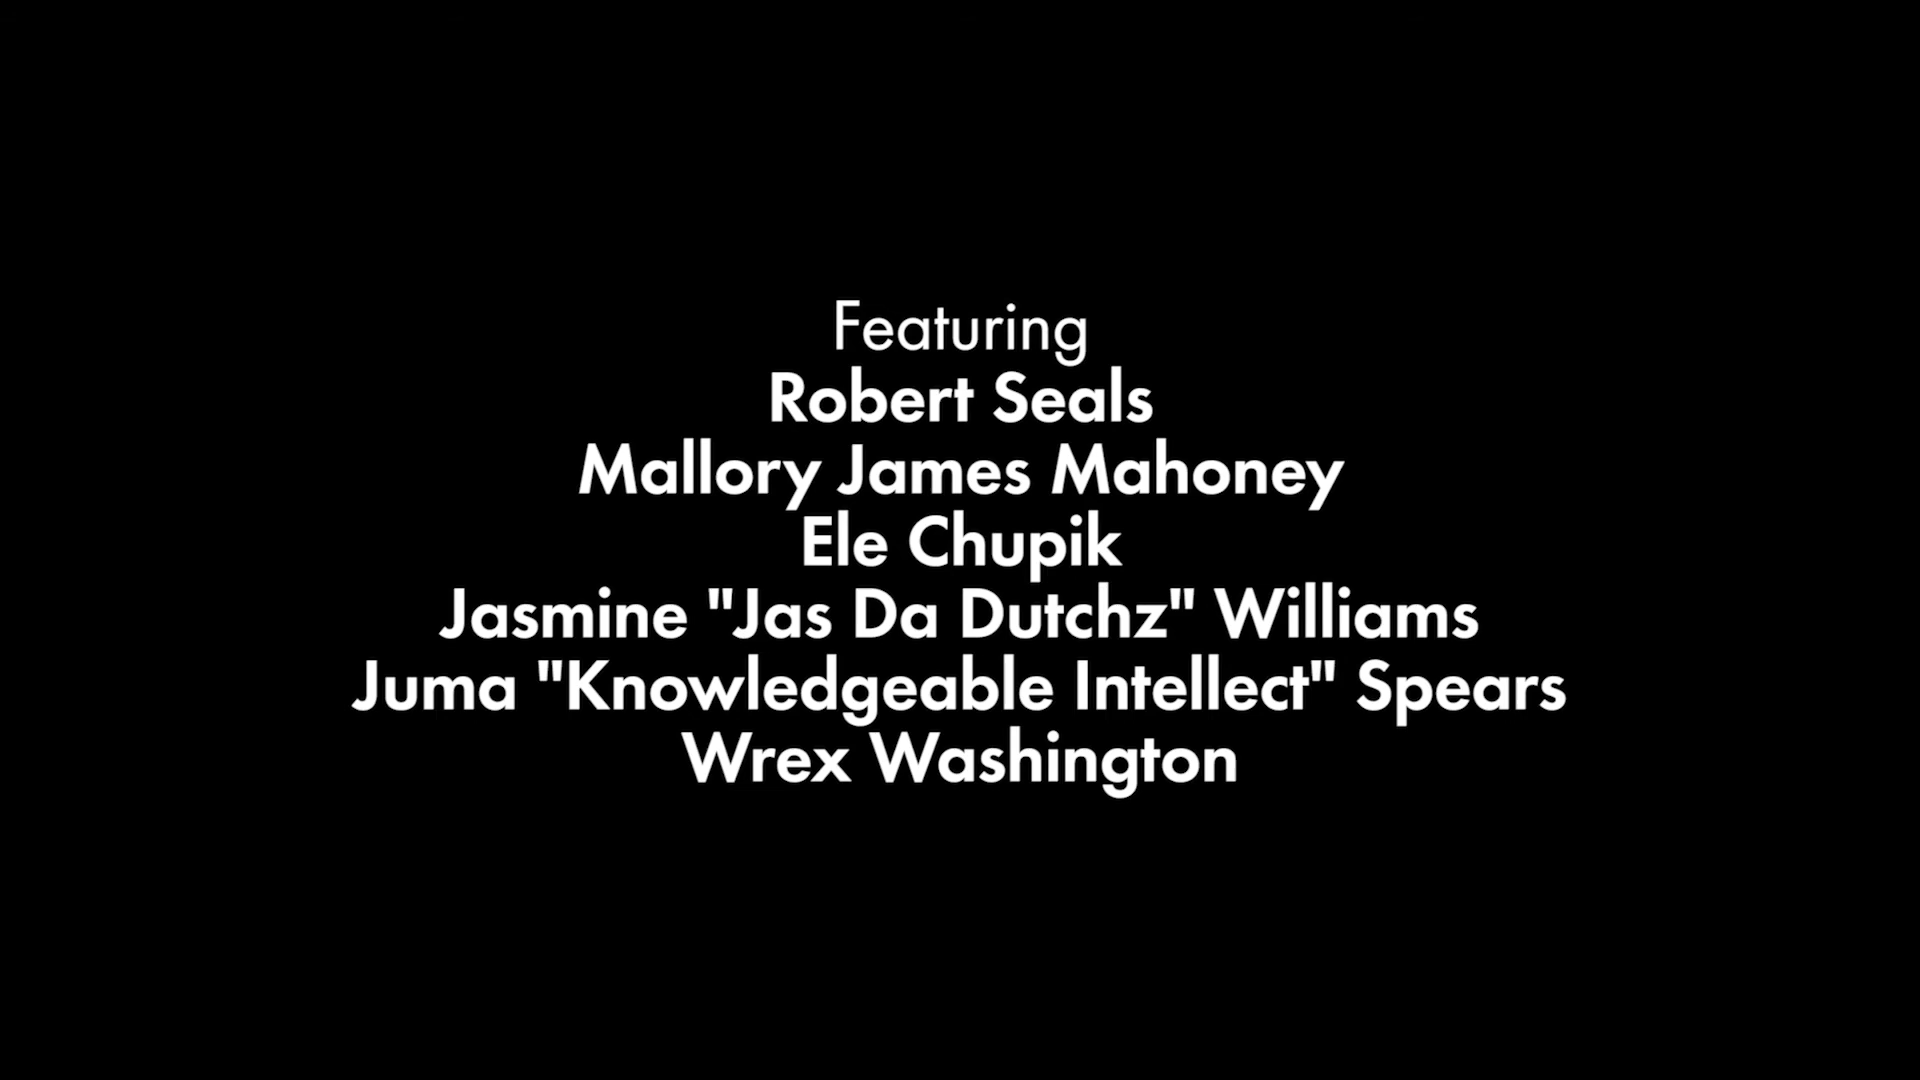 Featuring
Robert Seals
Mallory James Mahoney
Ele Chupik
Jasmine "Jas Da Dutchz" Williams
Juma "Knowledgeable Intellect" Spears
Wrex Washington